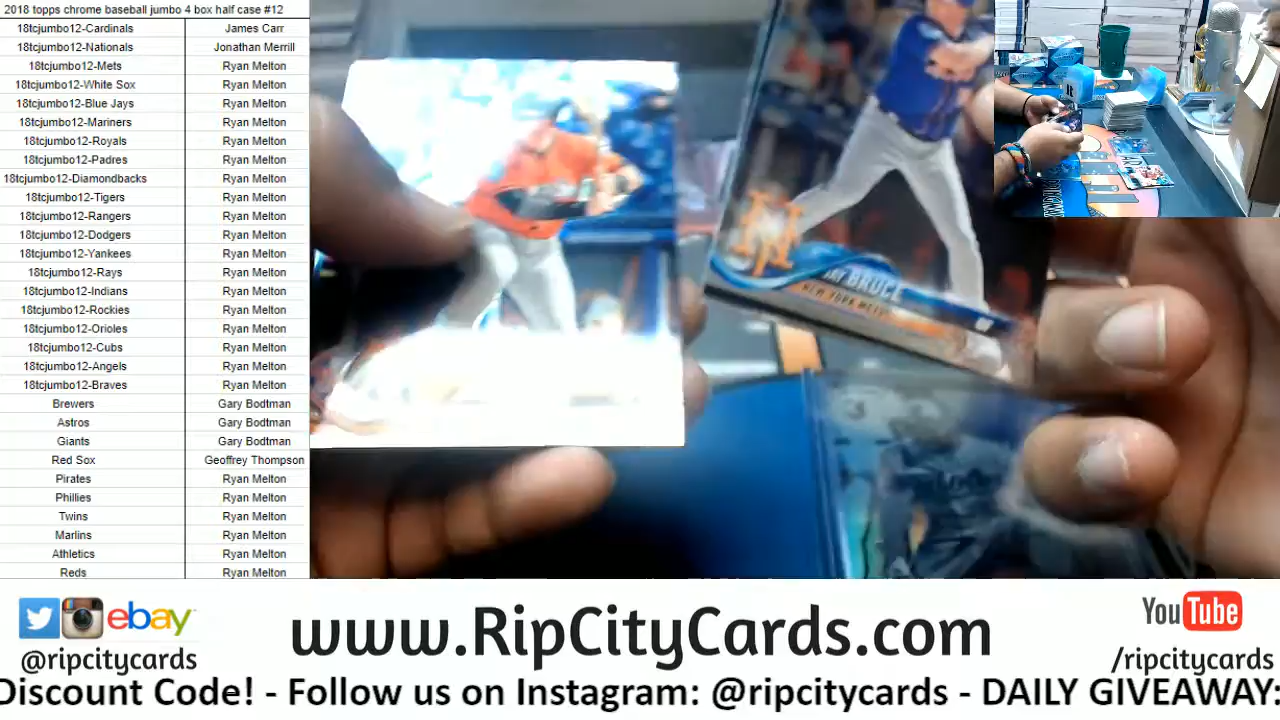 2018 topps chrome baseball jumbo 4 box half case #12
18tcjumbo12-Cardinals James Carr
18tcjumbo12-Nationals Jonathan Merrill
18tcjumbo12-Mets Ryan Melton
18tcjumbo12-White Sox Ryan Melton
18tcjumbo12-Blue Jays Ryan Melton
18tcjumbo12-Mariners Ryan Melton
18tcjumbo12-Royals Ryan Melton
18tcjumbo12-Padres Ryan Melton
18tcjumbo12-Diamondbacks Ryan Melton
18tcjumbo12-Tigers Ryan Melton
18tcjumbo12-Rangers Ryan Melton
18tcjumbo12-Dodgers Ryan Melton
18tcjumbo12-Yankees Ryan Melton
18tcjumbo12-Rays Ryan Melton
18tcjumbo12-Indians Ryan Melton
18tcjumbo12-Rockies Ryan Melton
18tcjumbo12-Orioles Ryan Melton
18tcjumbo12-Cubs Ryan Melton
18tcjumbo12-Angels Ryan Melton
18tcjumbo12-Braves Ryan Melton
Brewers Gary Bodtman
Astros Gary Bodtman
Giants Gary Bodtman
Red Sox Geoffrey Thompson
Pirates Ryan Melton
Phillies Ryan Melton
Twins Ryan Melton
Marlins Ryan Melton
Athletics Ryan Melton
Reds Ryan Melton
JAY BRUCE
NEW YORK METS
ebay
@ripcitycards
www.RipCityCards.com
YouTube
/ripcitycards
Discount Code! - Follow us on Instagram: @ripcitycards - DAILY GIVEAWAY: